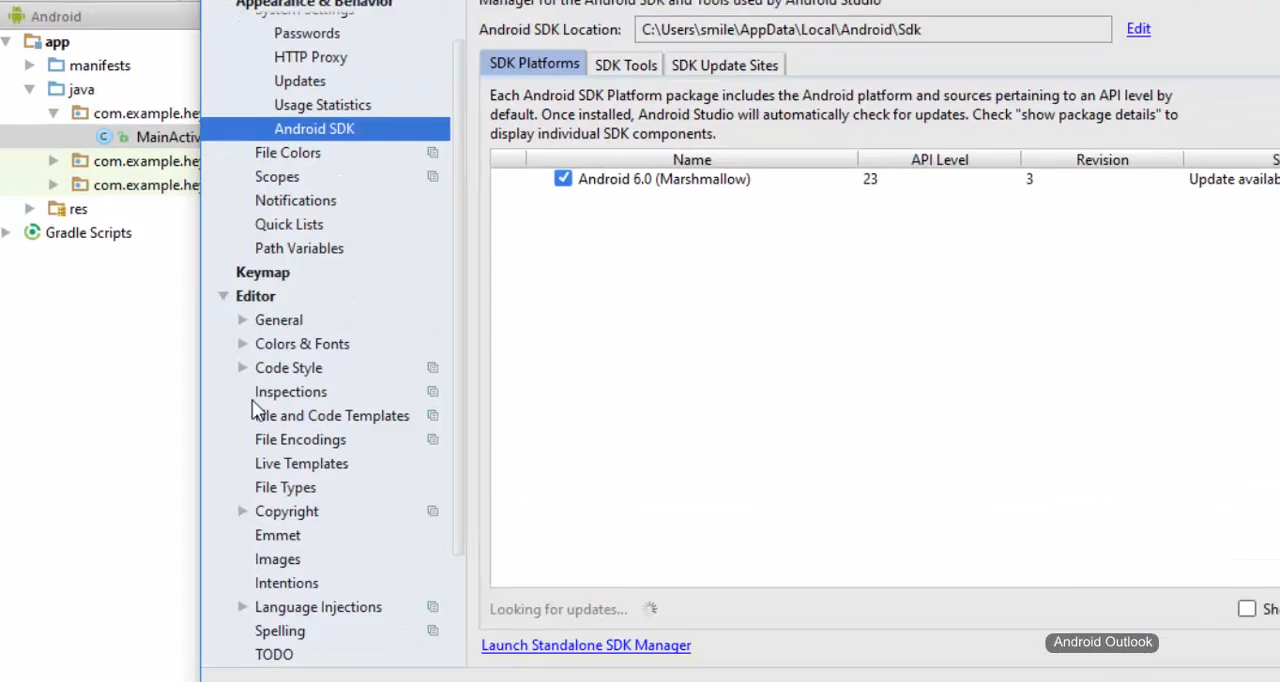 Android
app
manifests
java
com.example.hey
MainActiv
com.example.hey
com.example.hey
res
Gradle Scripts
Appearance & Behavior
System Settings
Passwords
HTTP Proxy
Updates
Usage Statistics
Android SDK
File Colors
Scopes
Notifications
Quick Lists
Path Variables
Keymap
Editor
General
Colors & Fonts
Code Style
Inspections
File and Code Templates
File Encodings
Live Templates
File Types
Copyright
Emmet
Images
Intentions
Language Injections
Spelling
TODO
Manager for the Android SDK and Tools used by Android Studio
Android SDK Location: C:\Users\smile\AppData\Local\Android\Sdk Edit
SDK Platforms SDK Tools SDK Update Sites
Each Android SDK Platform package includes the Android platform and sources pertaining to an API level by
default. Once installed, Android Studio will automatically check for updates. Check "show package details" to
display individual SDK components.
Name API Level Revision S
Android 6.0 (Marshmallow) 23 3 Update availab
Looking for updates... Sh
Launch Standalone SDK Manager
Android Outlook